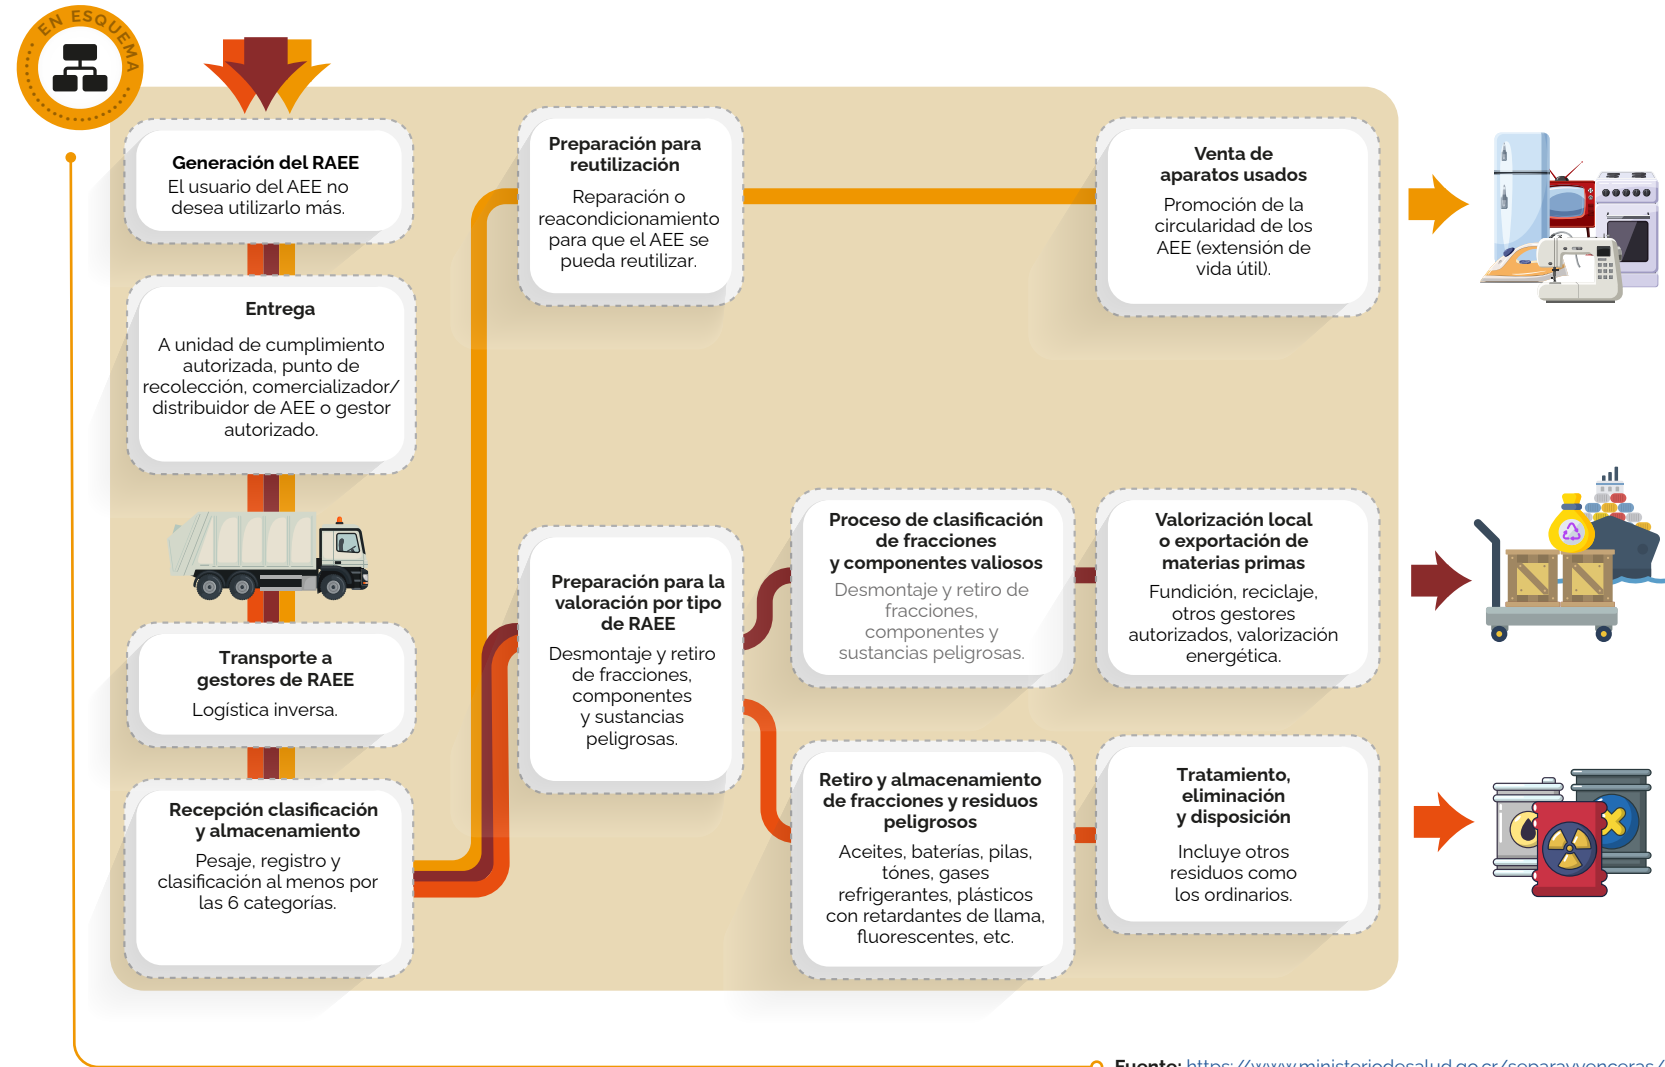 EN ESQUEMA
Generación del RAEE
El usuario del AEE no
desea utilizarlo más.
Entrega
A unidad de cumplimiento
autorizada, punto de
recolección, comercializador/
distribuidor de AEE o gestor
autorizado.
Transporte a
gestores de RAEE
Logística inversa.
Recepción clasificación
y almacenamiento
Pesaje, registro y
clasificación al menos por
las 6 categorías.
Preparación para
reutilización
Reparación o
reacondicionamiento
para que el AEE se
pueda reutilizar.
Venta de
aparatos usados
Promoción de la
circularidad de los
AEE (extensión de
vida útil).
Preparación para la
valoración por tipo
de RAEE
Desmontaje y retiro
de fracciones,
componentes
y sustancias
peligrosas.
Proceso de clasificación
de fracciones
y componentes valiosos
Desmontaje y retiro de
fracciones,
componentes y
sustancias peligrosas.
Valorización local
o exportación de
materias primas
Fundición, reciclaje,
otros gestores
autorizados, valorización
energética.
Retiro y almacenamiento
de fracciones y residuos
peligrosos
Aceites, baterías, pilas,
tónes, gases
refrigerantes, plásticos
con retardantes de llama,
fluorescentes, etc.
Tratamiento,
eliminación
y disposición
Incluye otros
residuos como
los ordinarios.
Fuente: https://www.ministeriodesalud.go.cr/separayvenceras/